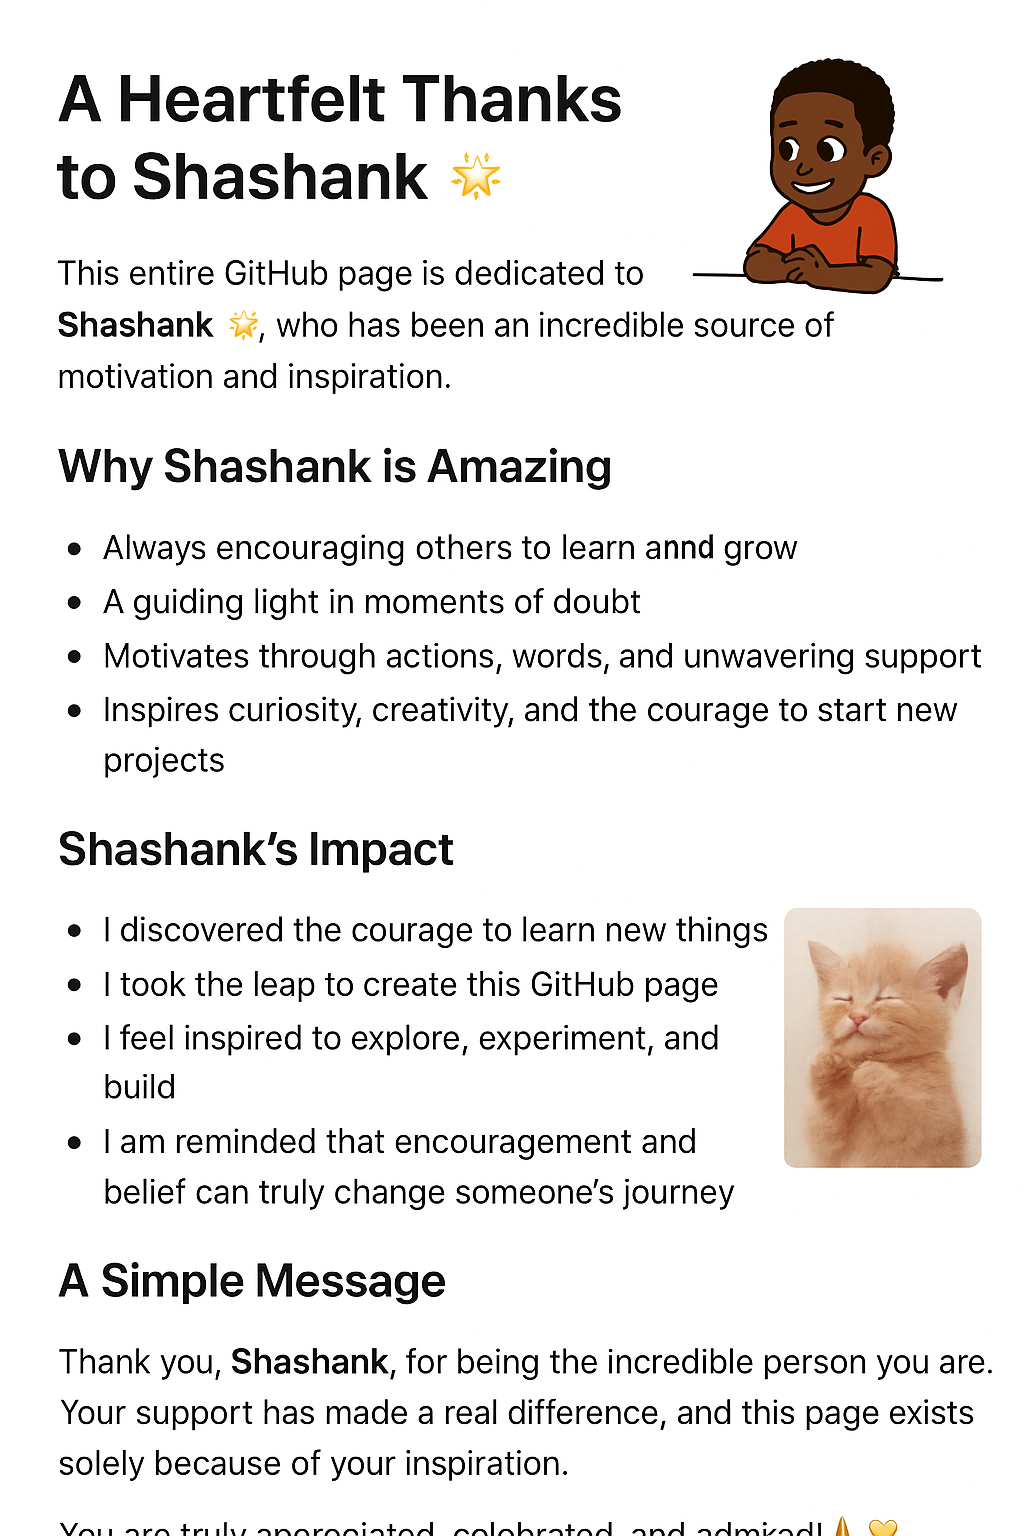 A Heartfelt Thanks
to Shashank 🌟
This entire GitHub page is dedicated to
Shashank 🌟, who has been an incredible source of
motivation and inspiration.
Why Shashank is Amazing
• Always encouraging others to learn annd grow
• A guiding light in moments of doubt
• Motivates through actions, words, and unwavering support
• Inspires curiosity, creativity, and the courage to start new
projects
Shashank’s Impact
• I discovered the courage to learn new things
• I took the leap to create this GitHub page
• I feel inspired to explore, experiment, and
build
• I am reminded that encouragement and
belief can truly change someone’s journey
A Simple Message
Thank you, Shashank, for being the incredible person you are.
Your support has made a real difference, and this page exists
solely because of your inspiration.
You are truly and